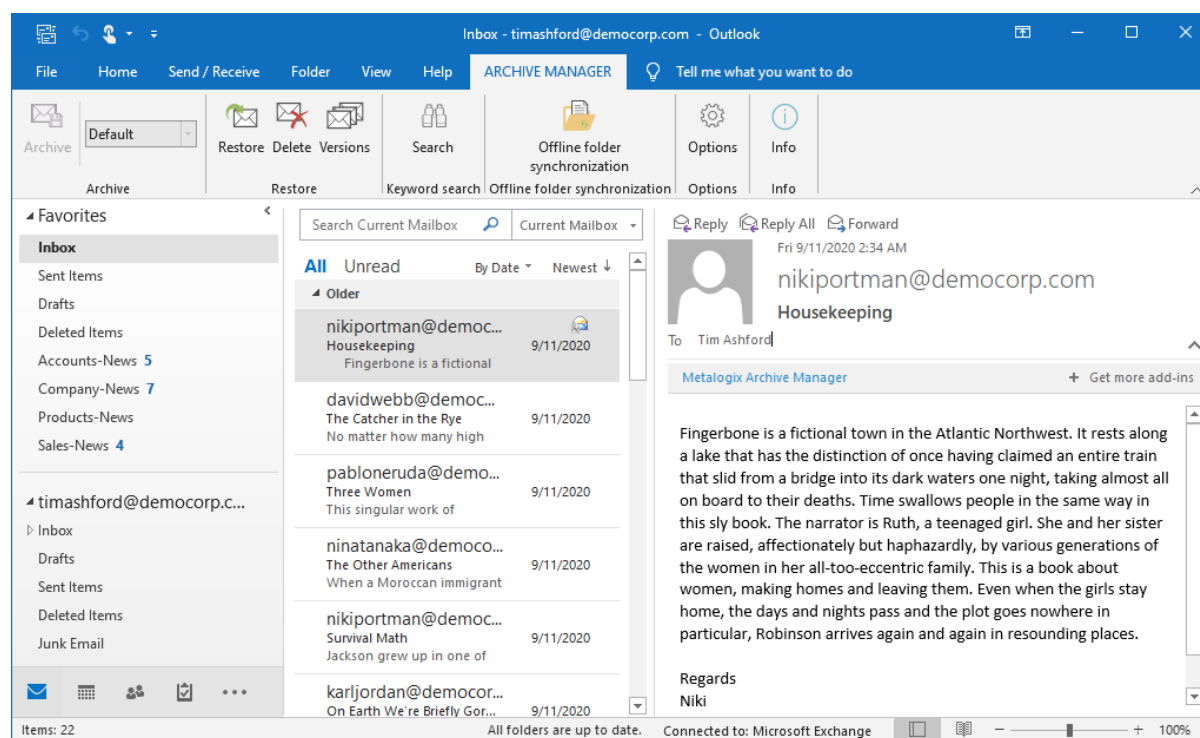 Inbox - timashford@democorp.com - Outlook
File Home Send / Receive Folder View Help ARCHIVE MANAGER Tell me what you want to do
Archive
Default
Restore Delete Versions
Search
Offline folder
synchronization
Options
Info
Archive Restore Keyword search Offline folder synchronization Options Info
Favorites
Inbox
Sent Items
Drafts
Deleted Items
Accounts-News 5
Company-News 7
Products-News
Sales-News 4
timashford@democorp.c...
Inbox
Drafts
Sent Items
Deleted Items
Junk Email
Search Current Mailbox Current Mailbox
All Unread By Date Newest ↓
Older
nikiportman@democ...
Housekeeping 9/11/2020
Fingerbone is a fictional
davidwebb@democ...
The Catcher in the Rye 9/11/2020
No matter how many high
pabloneruda@demo...
Three Women 9/11/2020
This singular work of
ninatanaka@democo...
The Other Americans 9/11/2020
When a Moroccan immigrant
nikiportman@democ...
Survival Math 9/11/2020
Jackson grew up in one of
karljordan@democor...
On Earth We're Briefly Gor... 9/11/2020
Reply Reply All Forward
Fri 9/11/2020 2:34 AM
nikiportman@democorp.com
Housekeeping
To Tim Ashford
Metalogix Archive Manager + Get more add-ins
Fingerbone is a fictional town in the Atlantic Northwest. It rests along
a lake that has the distinction of once having claimed an entire train
that slid from a bridge into its dark waters one night, taking almost all
on board to their deaths. Time swallows people in the same way in
this sly book. The narrator is Ruth, a teenaged girl. She and her sister
are raised, affectionately but haphazardly, by various generations of
the women in her all-too-eccentric family. This is a book about
women, making homes and leaving them. Even when the girls stay
home, the days and nights pass and the plot goes nowhere in
particular, Robinson arrives again and again in resounding places.
Regards
Niki
Items: 22 All folders are up to date. Connected to: Microsoft Exchange 100%